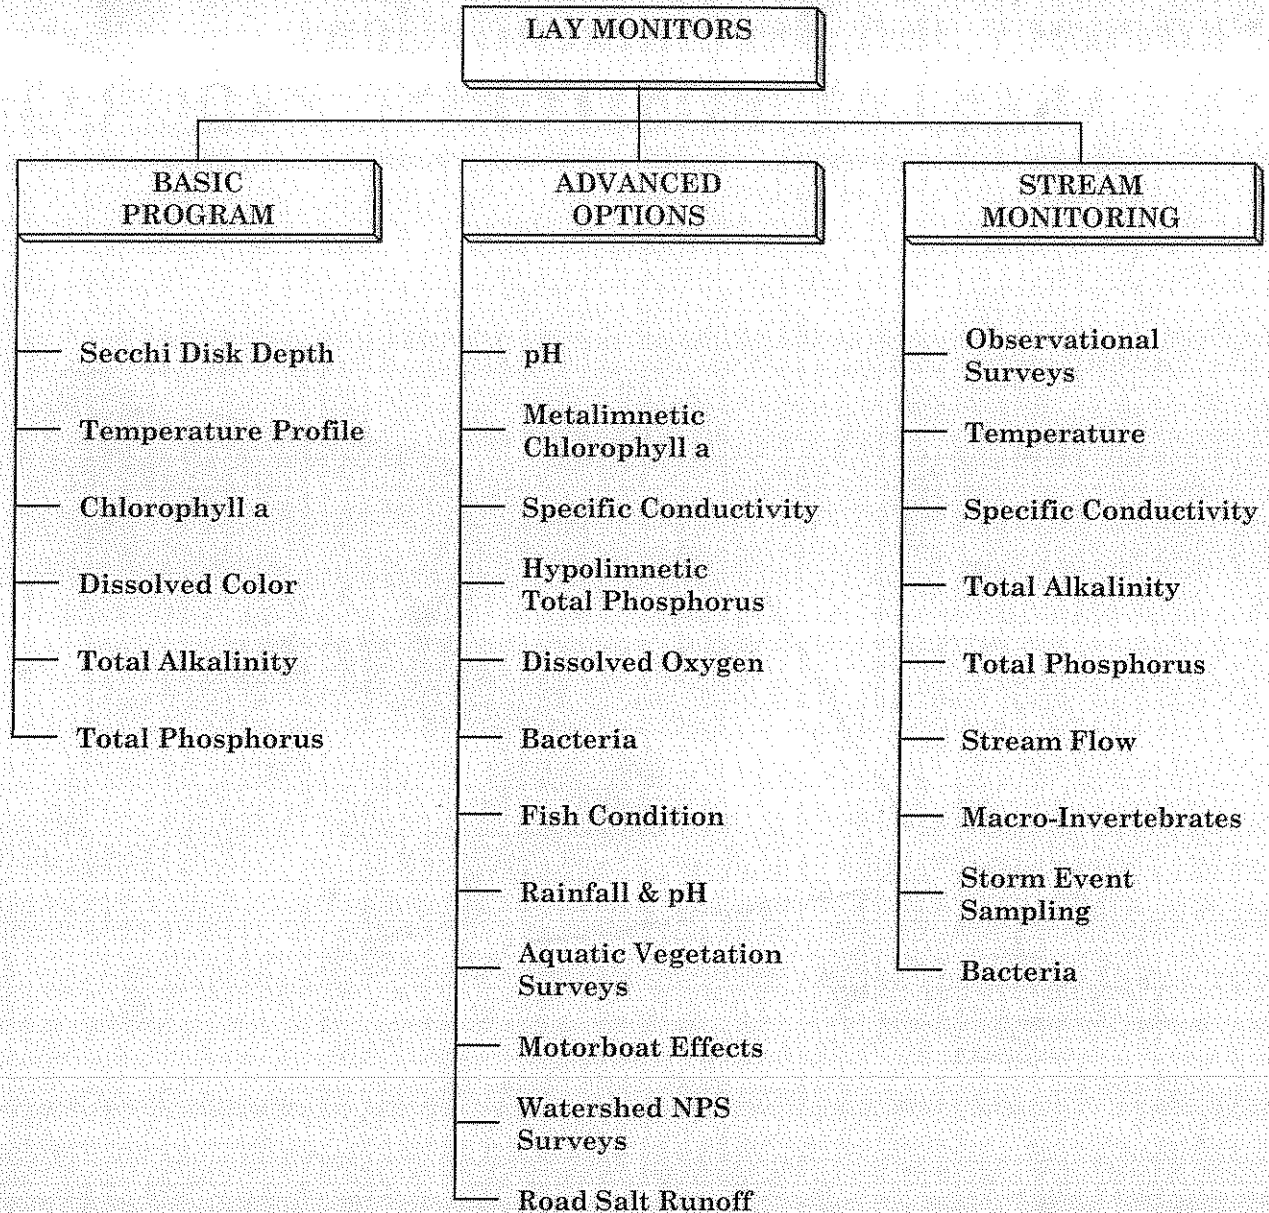 LAY MONITORS
BASIC
PROGRAM
Secchi Disk Depth
Temperature Profile
Chlorophyll a
Dissolved Color
Total Alkalinity
Total Phosphorus
ADVANCED
OPTIONS
pH
Metalimnetic
Chlorophyll a
Specific Conductivity
Hypolimnetic
Total Phosphorus
Dissolved Oxygen
Bacteria
Fish Condition
Rainfall & pH
Aquatic Vegetation
Surveys
Motorboat Effects
Watershed NPS
Surveys
Road Salt Runoff
STREAM
MONITORING
Observational
Surveys
Temperature
Specific Conductivity
Total Alkalinity
Total Phosphorus
Stream Flow
Macro-Invertebrates
Storm Event
Sampling
Bacteria